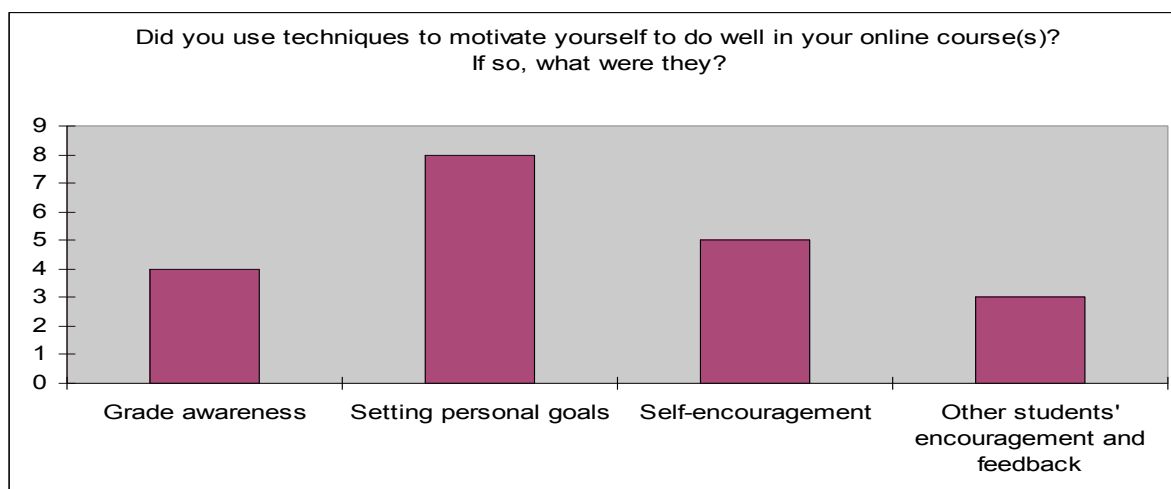 Did you use techniques to motivate yourself to do well in your online course(s)?
If so, what were they?
9
8
7
6
5
4
3
2
1
0
Grade awareness
Setting personal goals
Self-encouragement
Other students'
encouragement and
feedback